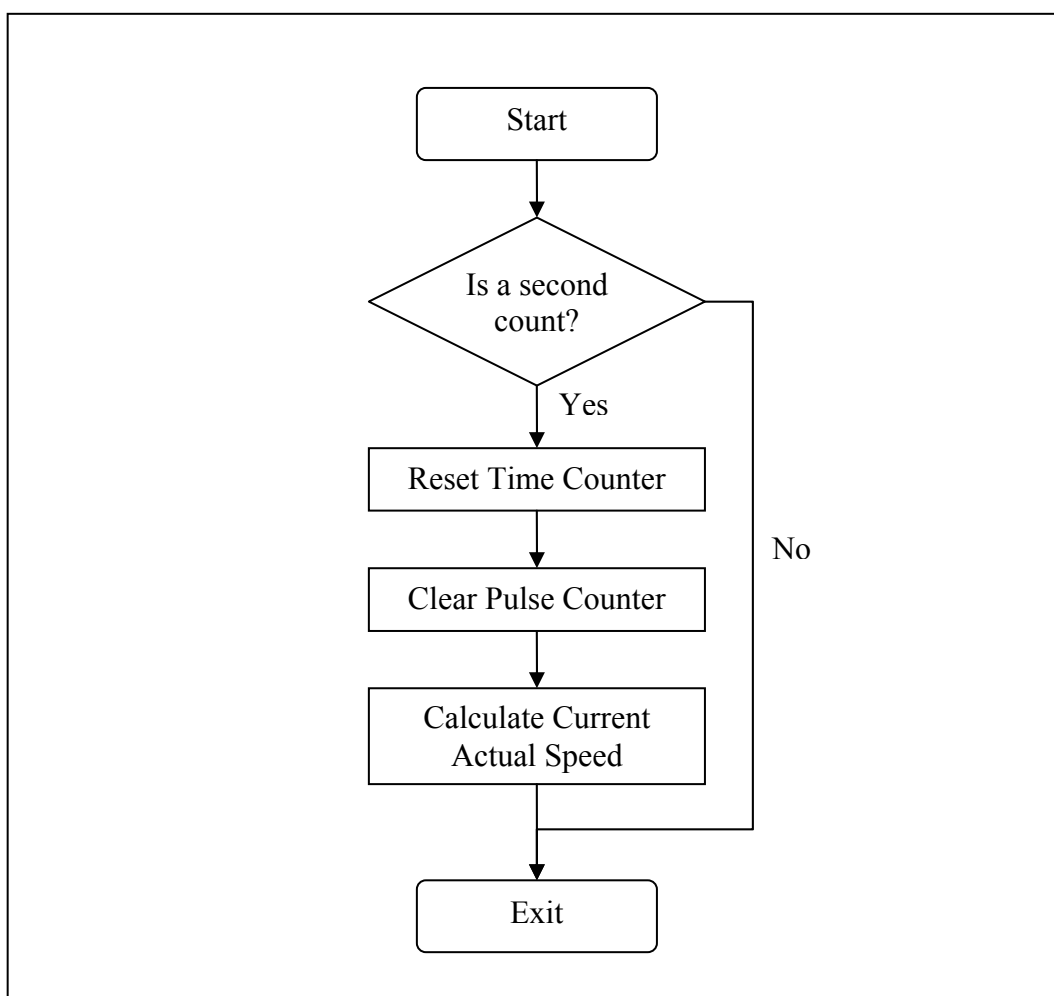 Start
Is a second
count?
Yes
Reset Time Counter
No
Clear Pulse Counter
Calculate Current
Actual Speed
Exit